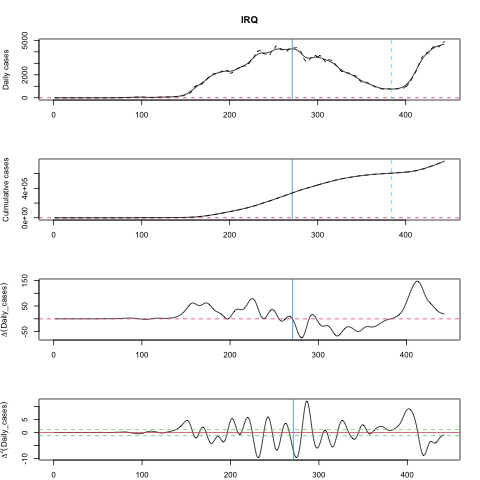 IRQ
Daily cases
0 2000 5000
0 100 200 300 400
Culmulative cases
0e+00 4e+05
0 100 200 300 400
Δ(Daily_cases)
-50 50 150
0 100 200 300 400
Δ²(Daily_cases)
-10 0 5
0 100 200 300 400